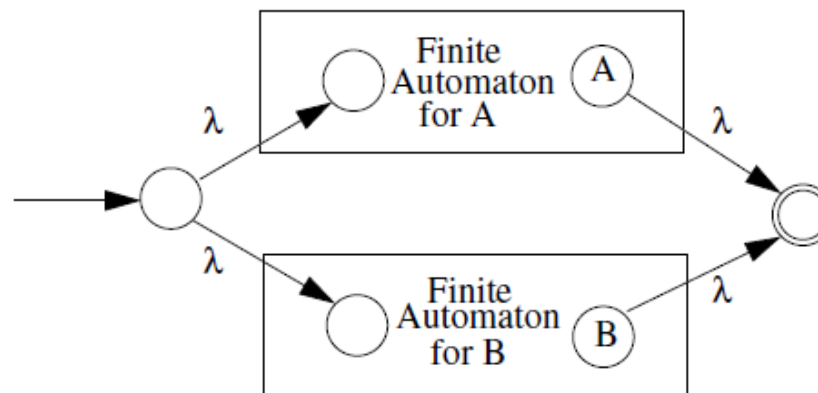 Finite
Automaton
for A
A
λ
λ
λ
λ
Finite
Automaton
for B
B